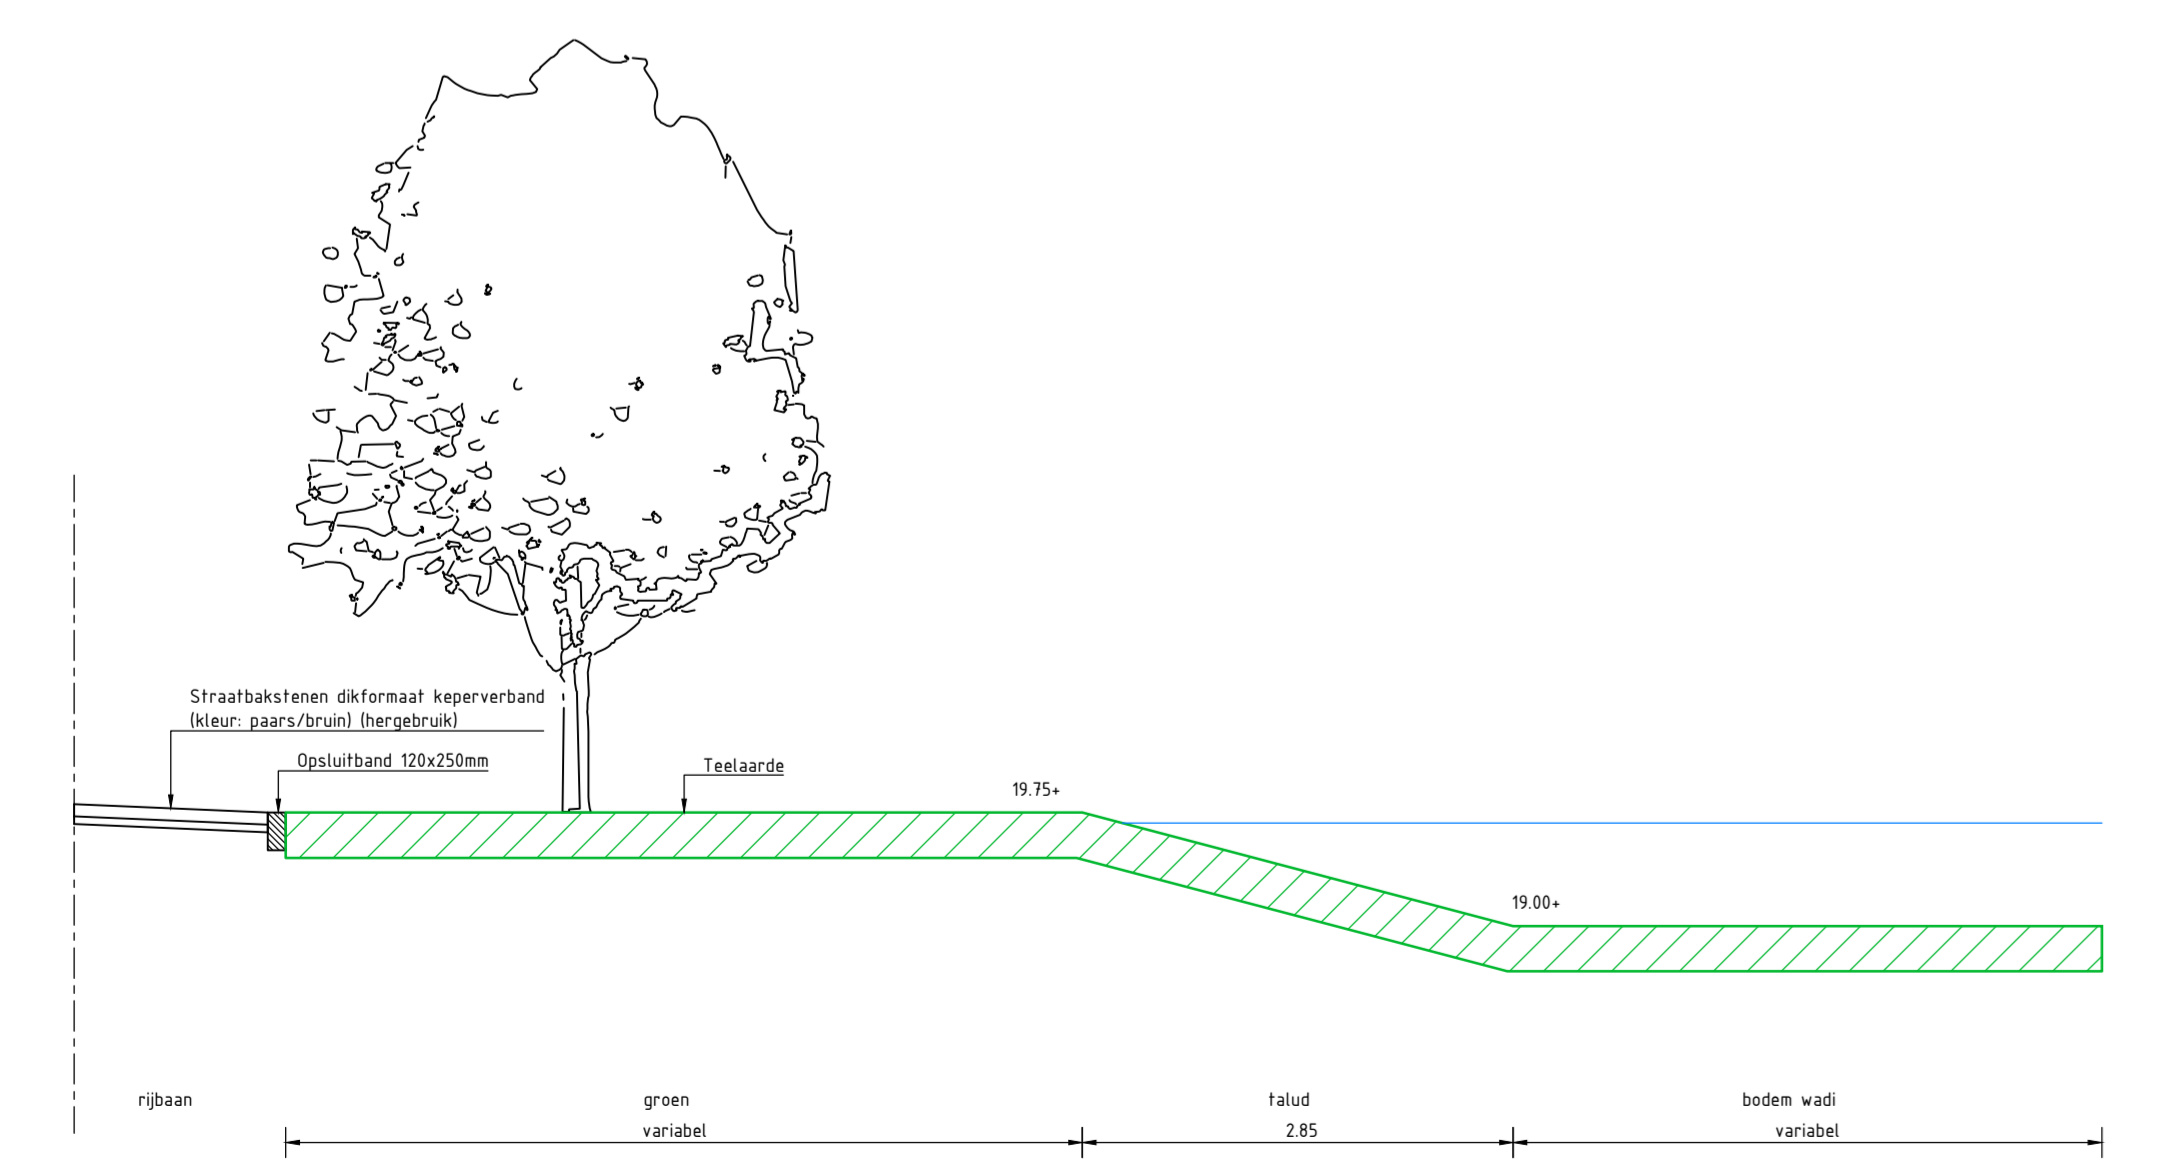 Straatbakstenen dikformaat keperverband
(kleur: paars/bruin) (hergebruik)
Opsluitband 120x250mm
Teelaarde
19.75+
19.00+
rijbaan
groen
talud
bodem wadi
variabel
2.85
variabel